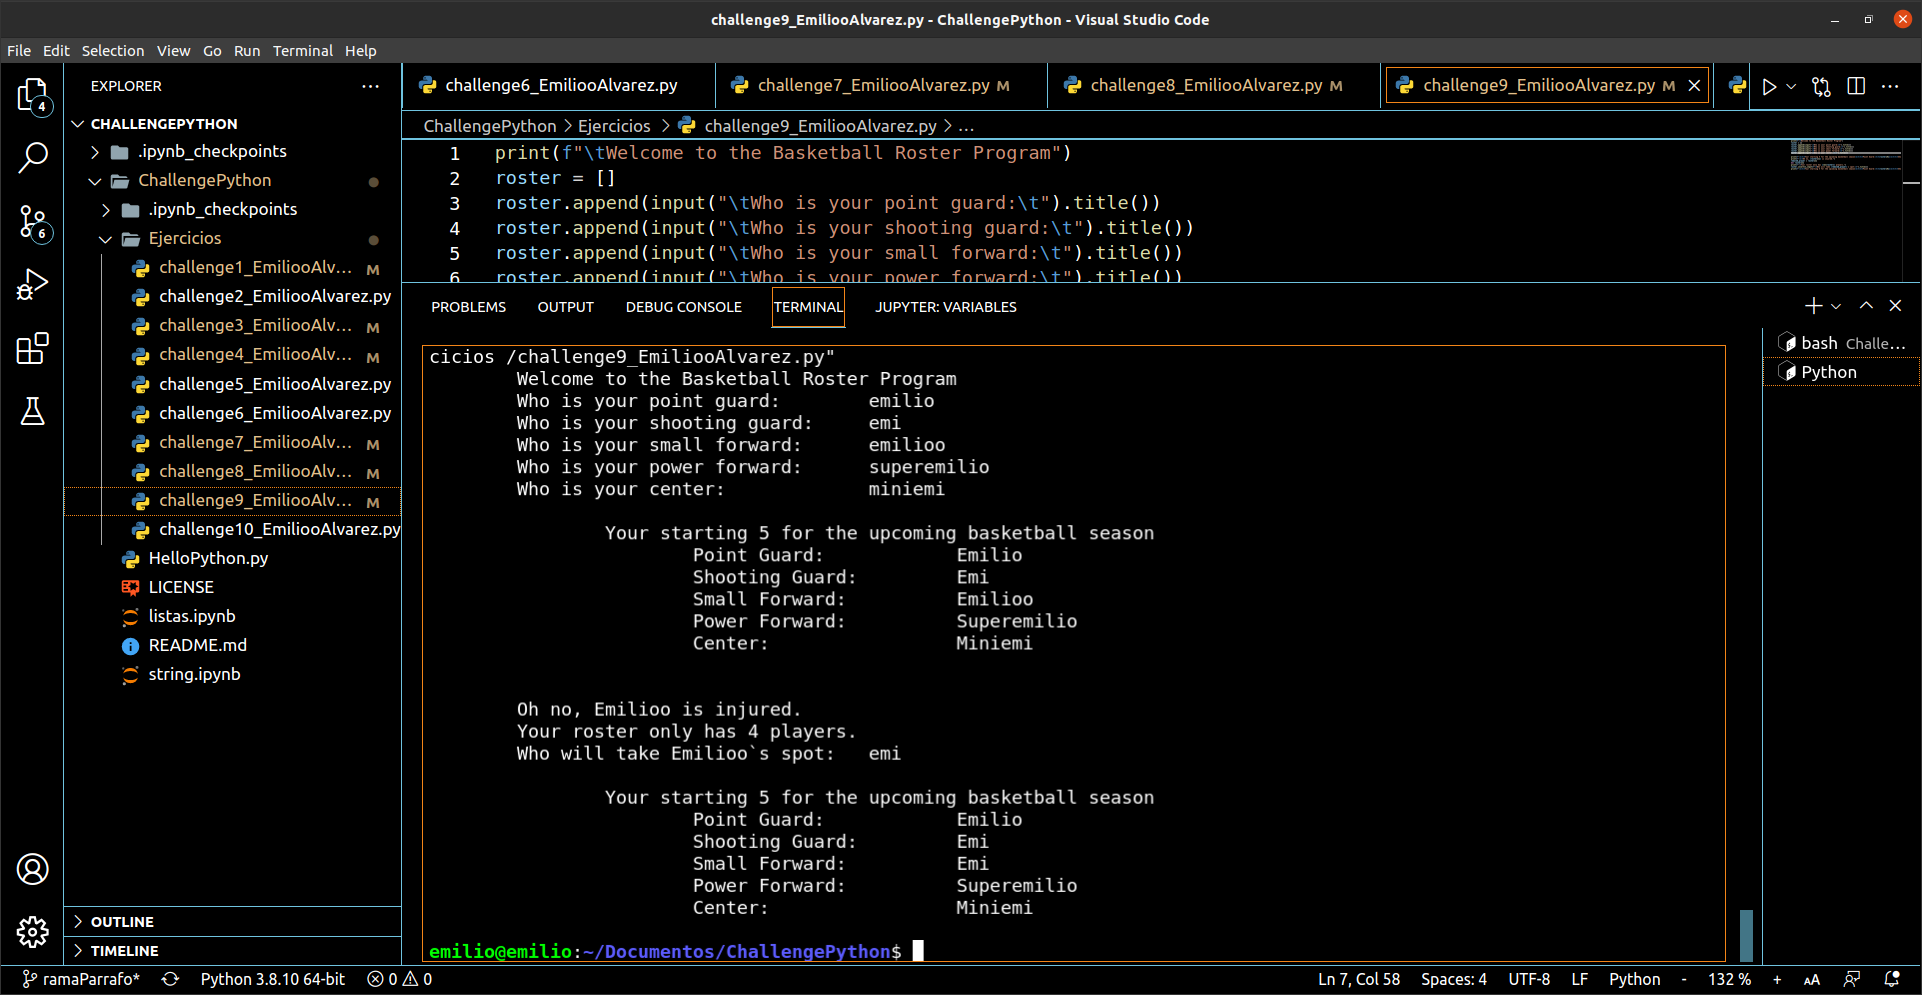 challenge9_EmiliooAlvarez.py - ChallengePython - Visual Studio Code
File Edit Selection View Go Run Terminal Help
4
6
EXPLORER
CHALLENGEPYTHON
.ipynb_checkpoints
ChallengePython
.ipynb_checkpoints
Ejercicios
challenge1_EmiliooAlv... M
challenge2_EmiliooAlvarez.py
challenge3_EmiliooAlv... M
challenge4_EmiliooAlv... M
challenge5_EmiliooAlvarez.py
challenge6_EmiliooAlvarez.py
challenge7_EmiliooAlv... M
challenge8_EmiliooAlv... M
challenge9_EmiliooAlv... M
challenge10_EmiliooAlvarez.py
HelloPython.py
LICENSE
listas.ipynb
README.md
string.ipynb
OUTLINE
TIMELINE
challenge6_EmiliooAlvarez.py challenge7_EmiliooAlvarez.py M challenge8_EmiliooAlvarez.py M challenge9_EmiliooAlvarez.py M
ChallengePython > Ejercicios > challenge9_EmiliooAlvarez.py > ...
1 print(f"\tWelcome to the Basketball Roster Program")
2 roster = []
3 roster.append(input("\tWho is your point guard:\t").title())
4 roster.append(input("\tWho is your shooting guard:\t").title())
5 roster.append(input("\tWho is your small forward:\t").title())
6 roster.append(input("\tWho is your power forward:\t").title())
PROBLEMS OUTPUT DEBUG CONSOLE TERMINAL JUPYTER: VARIABLES
bash Challe...
Python
cicios /challenge9_EmiliooAlvarez.py"
Welcome to the Basketball Roster Program
Who is your point guard: emilio
Who is your shooting guard: emi
Who is your small forward: emilioo
Who is your power forward: superemilio
Who is your center: miniemi
Your starting 5 for the upcoming basketball season
Point Guard: Emilio
Shooting Guard: Emi
Small Forward: Emilioo
Power Forward: Superemilio
Center: Miniemi
Oh no, Emilioo is injured.
Your roster only has 4 players.
Who will take Emilioo`s spot: emi
Your starting 5 for the upcoming basketball season
Point Guard: Emilio
Shooting Guard: Emi
Small Forward: Emi
Power Forward: Superemilio
Center: Miniemi
emilio@emilio:~/Documentos/ChallengePython$
ramaParrafo* Python 3.8.10 64-bit 0 0 Ln 7, Col 58 Spaces: 4 UTF-8 LF Python - 132 % + AA